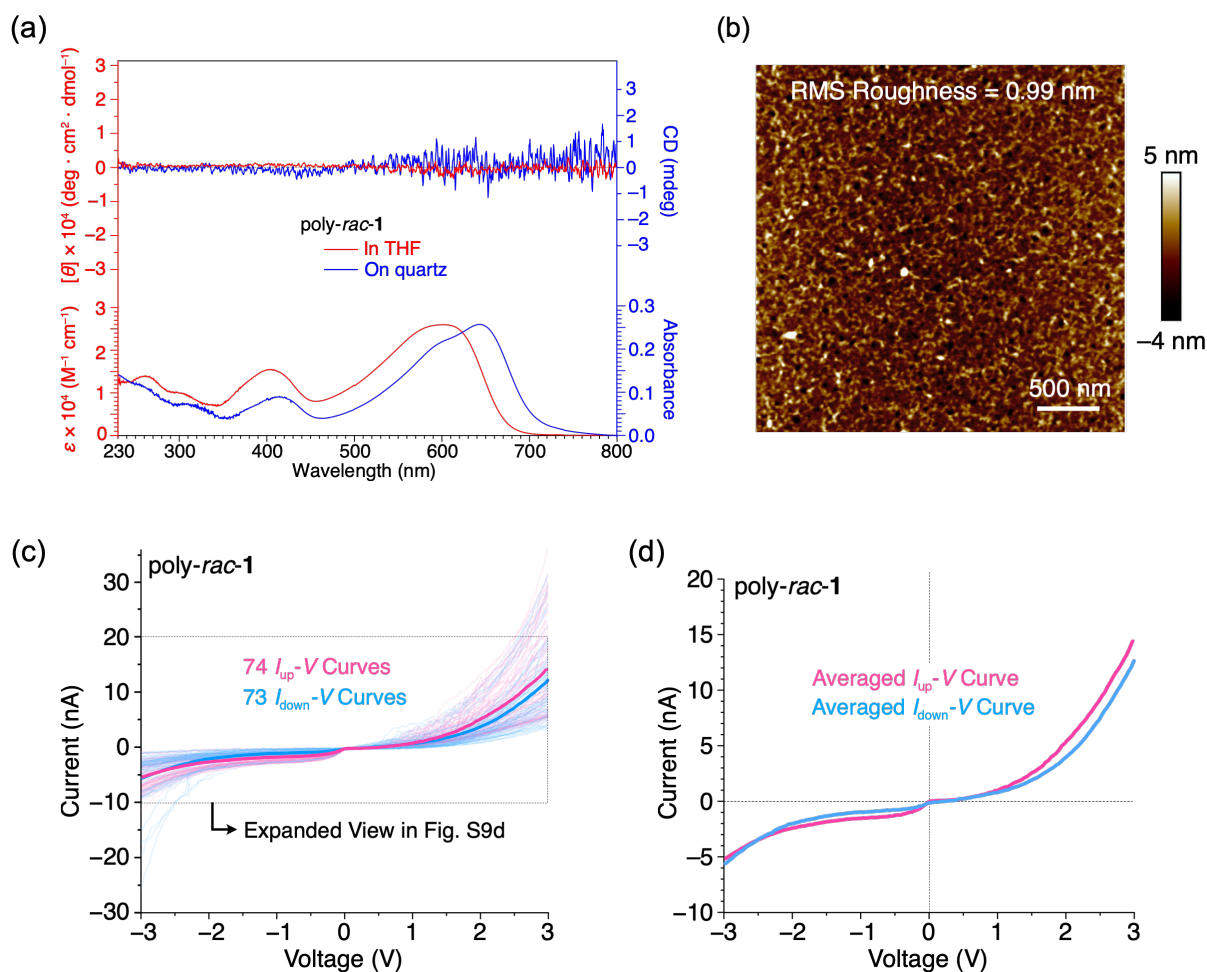 (a)
[θ] × 10⁴ (deg · cm² · dmol⁻¹)
3
2
1
0
−1
−2
−3
3
2
1
0
−1
−2
−3
CD (mdeg)
poly-rac-1
In THF
On quartz
ε × 10⁴ (M⁻¹ cm⁻¹)
3
2
1
0
0.3
0.2
0.1
0.0
Absorbance
230
300
400
500
600
700
800
Wavelength (nm)
(b)
RMS Roughness = 0.99 nm
500 nm
5 nm
−4 nm
(c)
poly-rac-1
74 Iup-V Curves
73 Idown-V Curves
Expanded View in Fig. S9d
Current (nA)
30
20
10
0
−10
−20
−30
−3
−2
−1
0
1
2
3
Voltage (V)
(d)
poly-rac-1
Averaged Iup-V Curve
Averaged Idown-V Curve
Current (nA)
20
15
10
5
0
−5
−10
−3
−2
−1
0
1
2
3
Voltage (V)